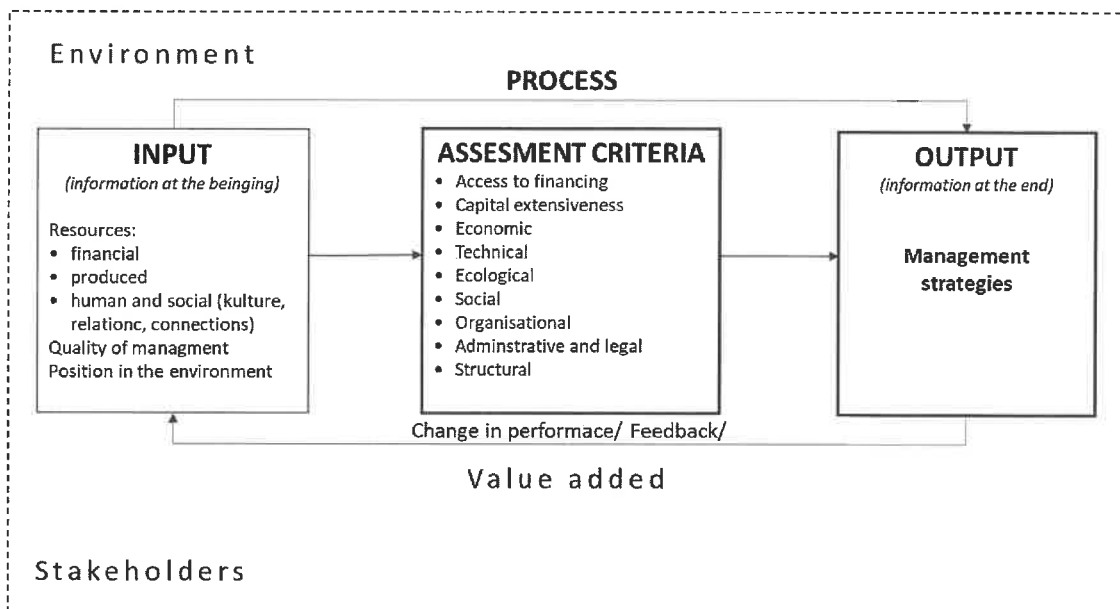 Environment
PROCESS
INPUT
(information at the beinging)
Resources:
• financial
• produced
• human and social (kulture,
relationc, connections)
Quality of managment
Position in the environment
ASSESMENT CRITERIA
• Access to financing
• Capital extensiveness
• Economic
• Technical
• Ecological
• Social
• Organisational
• Adminstrative and legal
• Structural
OUTPUT
(information at the end)
Management
strategies
Change in performace/ Feedback/
Value added
Stakeholders